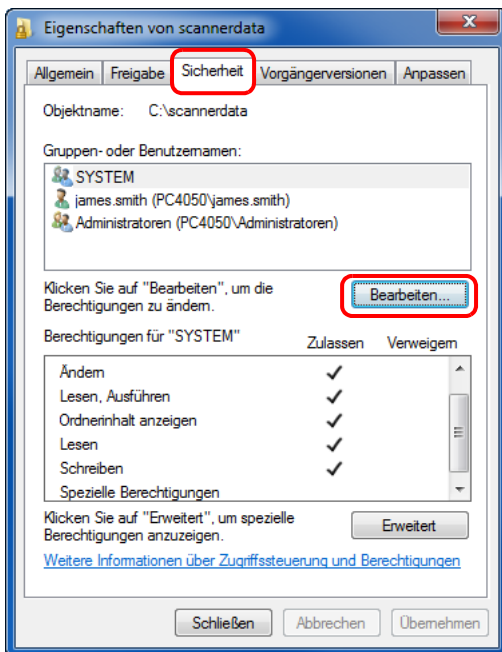 Eigenschaften von scannerdata
Allgemein Freigabe Sicherheit Vorgängerversionen Anpassen
Objektname: C:\scannerdata
Gruppen- oder Benutzernamen:
SYSTEM
james.smith (PC4050\james.smith)
Administratoren (PC4050\Administratoren)
Klicken Sie auf "Bearbeiten", um die
Berechtigungen zu ändern.
Bearbeiten...
Berechtigungen für "SYSTEM" Zulassen Verweigern
Ändern
Lesen, Ausführen
Ordnerinhalt anzeigen
Lesen
Schreiben
Spezielle Berechtigungen
Klicken Sie auf "Erweitert", um spezielle
Berechtigungen anzuzeigen.
Erweitert
Weitere Informationen über Zugriffssteuerung und Berechtigungen
Schließen Abbrechen Übernehmen